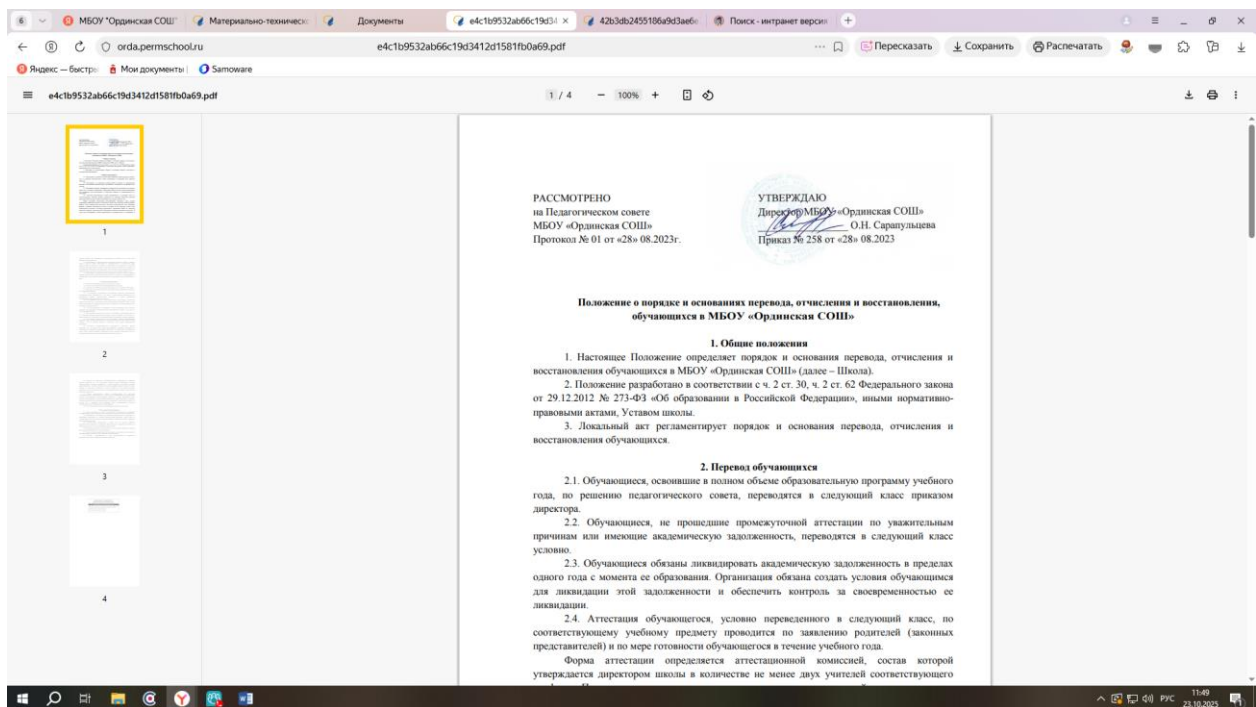 6
МБОУ "Ординская СОШ"
Материально-техническо
Документы
e4c1b9532ab66c19d34
42b3db2455186a9d3ae6e
Поиск - интранет версия
orda.permschool.ru
e4c1b9532ab66c19d3412d1581fb0a69.pdf
Пересказать
Сохранить
Распечатать
Яндекс — быстры
Мои документы |
Samoware
e4c1b9532ab66c19d3412d1581fb0a69.pdf
1 / 4
— 100% +
1
2
3
4
РАССМОТРЕНО
на Педагогическом совете
МБОУ «Ординская СОШ»
Протокол № 01 от «28» 08.2023г.
УТВЕРЖДАЮ
Директор МБОУ «Ординская СОШ»
О.Н. Сарапульцева
Приказ № 258 от «28» 08.2023
Положение о порядке и основаниях перевода, отчисления и восстановления,
обучающихся в МБОУ «Ординская СОШ»
1. Общие положения
1. Настоящее Положение определяет порядок и основания перевода, отчисления и
восстановления обучающихся в МБОУ «Ординская СОШ» (далее – Школа).
2. Положение разработано в соответствии с ч. 2 ст. 30, ч. 2 ст. 62 Федерального закона
от 29.12.2012 № 273-ФЗ «Об образовании в Российской Федерации», иными нормативно-
правовыми актами, Уставом школы.
3. Локальный акт регламентирует порядок и основания перевода, отчисления и
восстановления обучающихся.
2. Перевод обучающихся
2.1. Обучающиеся, освоившие в полном объеме образовательную программу учебного
года, по решению педагогического совета, переводятся в следующий класс приказом
директора.
2.2. Обучающиеся, не прошедшие промежуточной аттестации по уважительным
причинам или имеющие академическую задолженность, переводятся в следующий класс
условно.
2.3. Обучающиеся обязаны ликвидировать академическую задолженность в пределах
одного года с момента ее образования. Организация обязана создать условия обучающимся
для ликвидации этой задолженности и обеспечить контроль за своевременностью ее
ликвидации.
2.4. Аттестация обучающегося, условно переведенного в следующий класс, по
соответствующему учебному предмету проводится по заявлению родителей (законных
представителей) и по мере готовности обучающегося в течение учебного года.
Форма аттестации определяется аттестационной комиссией, состав которой
утверждается директором школы в количестве не менее двух учителей соответствующего
РУС
11:49
23.10.2025